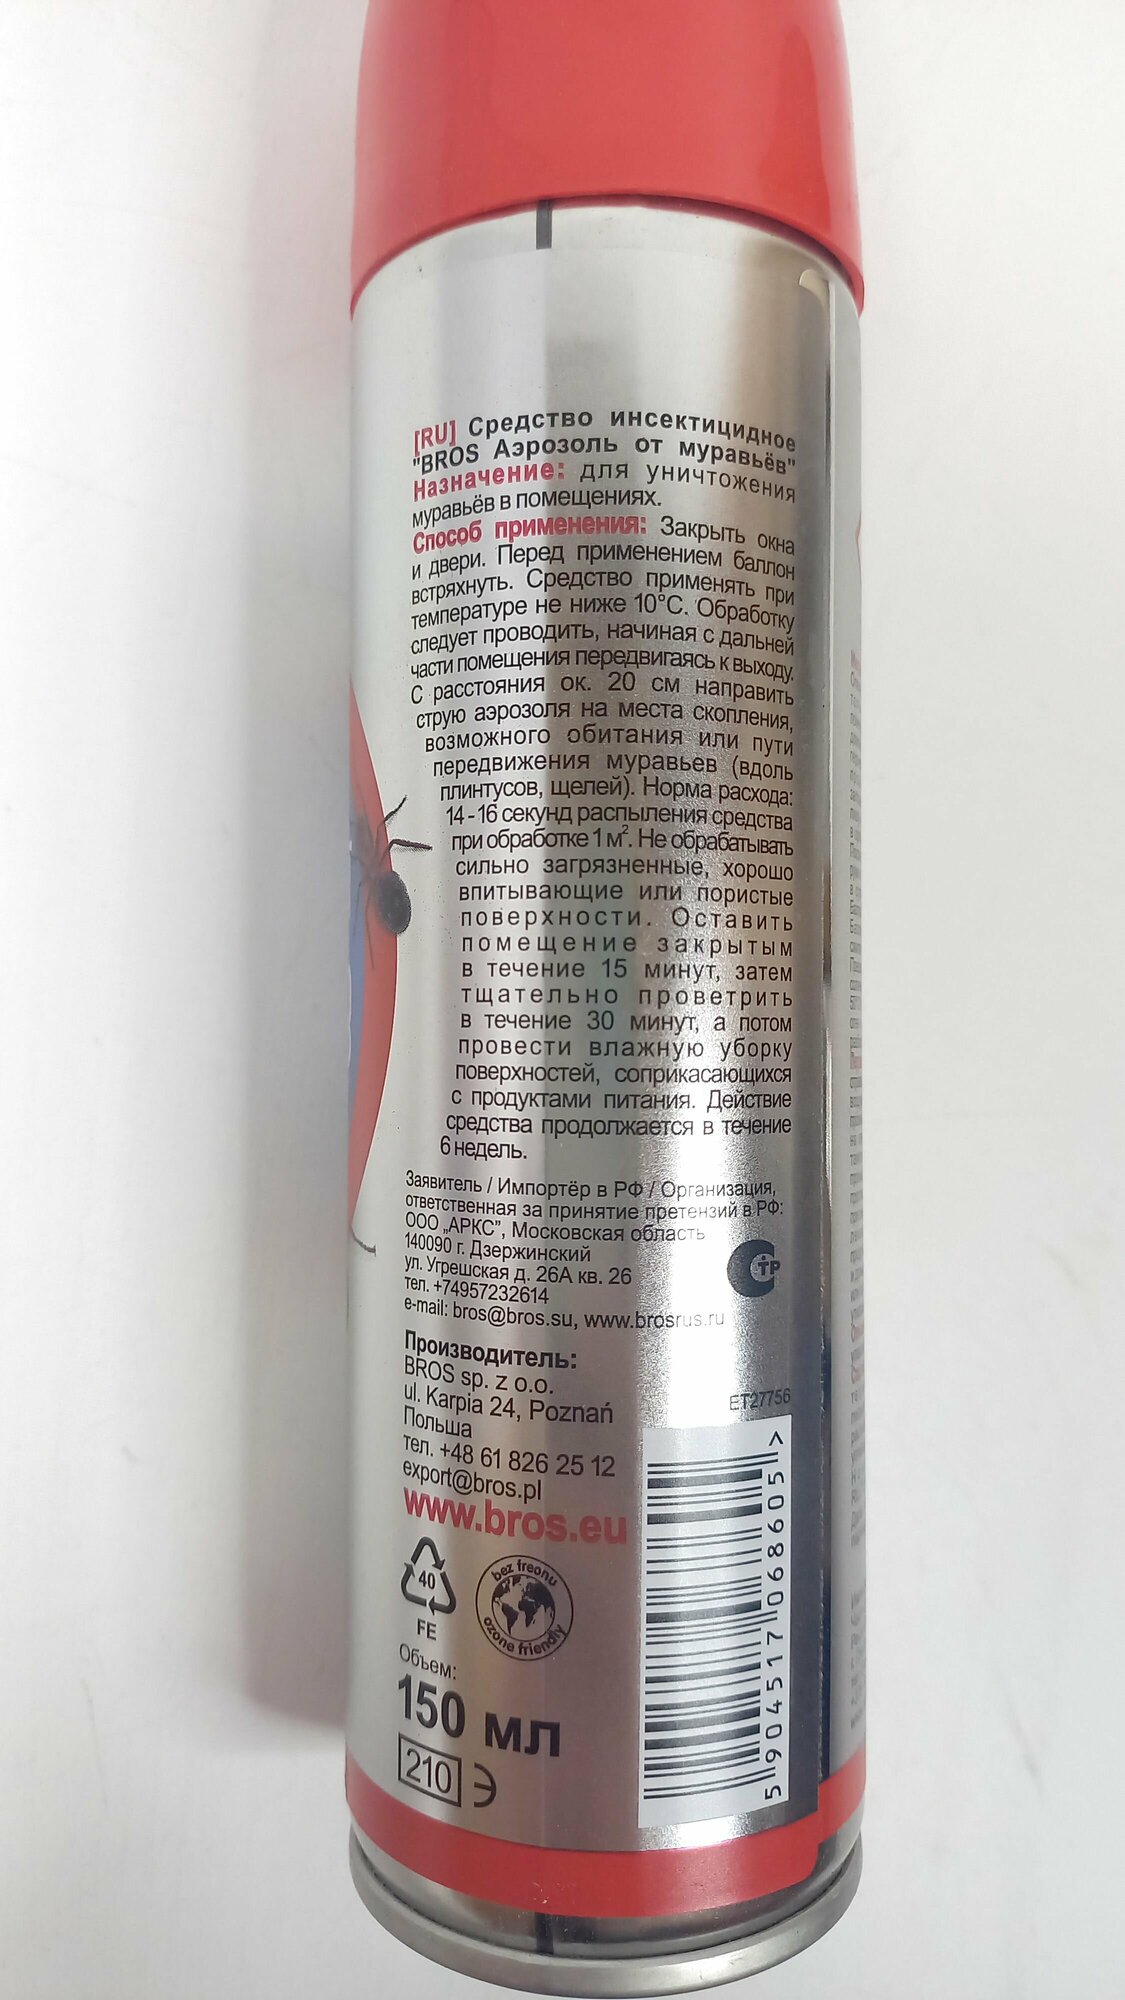 [RU] Средство инсектицидное
"BROS Аэрозоль от муравьёв"
Назначение: для уничтожения
муравьёв в помещениях.
Способ применения: Закрыть окна
и двери. Перед применением баллон
встряхнуть. Средство применять при
температуре не ниже 10°C. Обработку
следует проводить, начиная с дальней
части помещения передвигаясь к выходу.
С расстояния ок. 20 см направить
струю аэрозоля на места скопления,
возможного обитания или пути
передвижения муравьев (вдоль
плинтусов, щелей). Норма расхода:
14-16 секунд распыления средства
при обработке 1 м². Не обрабатывать
сильно загрязненные, хорошо
впитывающие или пористые
поверхности. Оставить
помещение закрытым
в течение 15 минут, затем
тщательно проветрить
в течение 30 минут, а потом
провести влажную уборку
поверхностей, соприкасающихся
с продуктами питания. Действие
средства продолжается в течение
6 недель.
Заявитель / Импортёр в РФ / Организация,
ответственная за принятие претензий в РФ:
ООО „АРКС”, Московская область
140090 г. Дзержинский
ул. Угрешская д. 26А кв. 26
тел. +74957232614
e-mail: bros@bros.su, www.brosrus.ru
СТР
Производитель:
BROS sp. z o.o.
ul. Karpia 24, Poznań
Польша
тел. +48 61 826 25 12
export@bros.pl
www.bros.eu
ET27756
5 904517 068605 >
40
FE
bez freonu
ozone friendly
Объем:
150 мл
210 Э